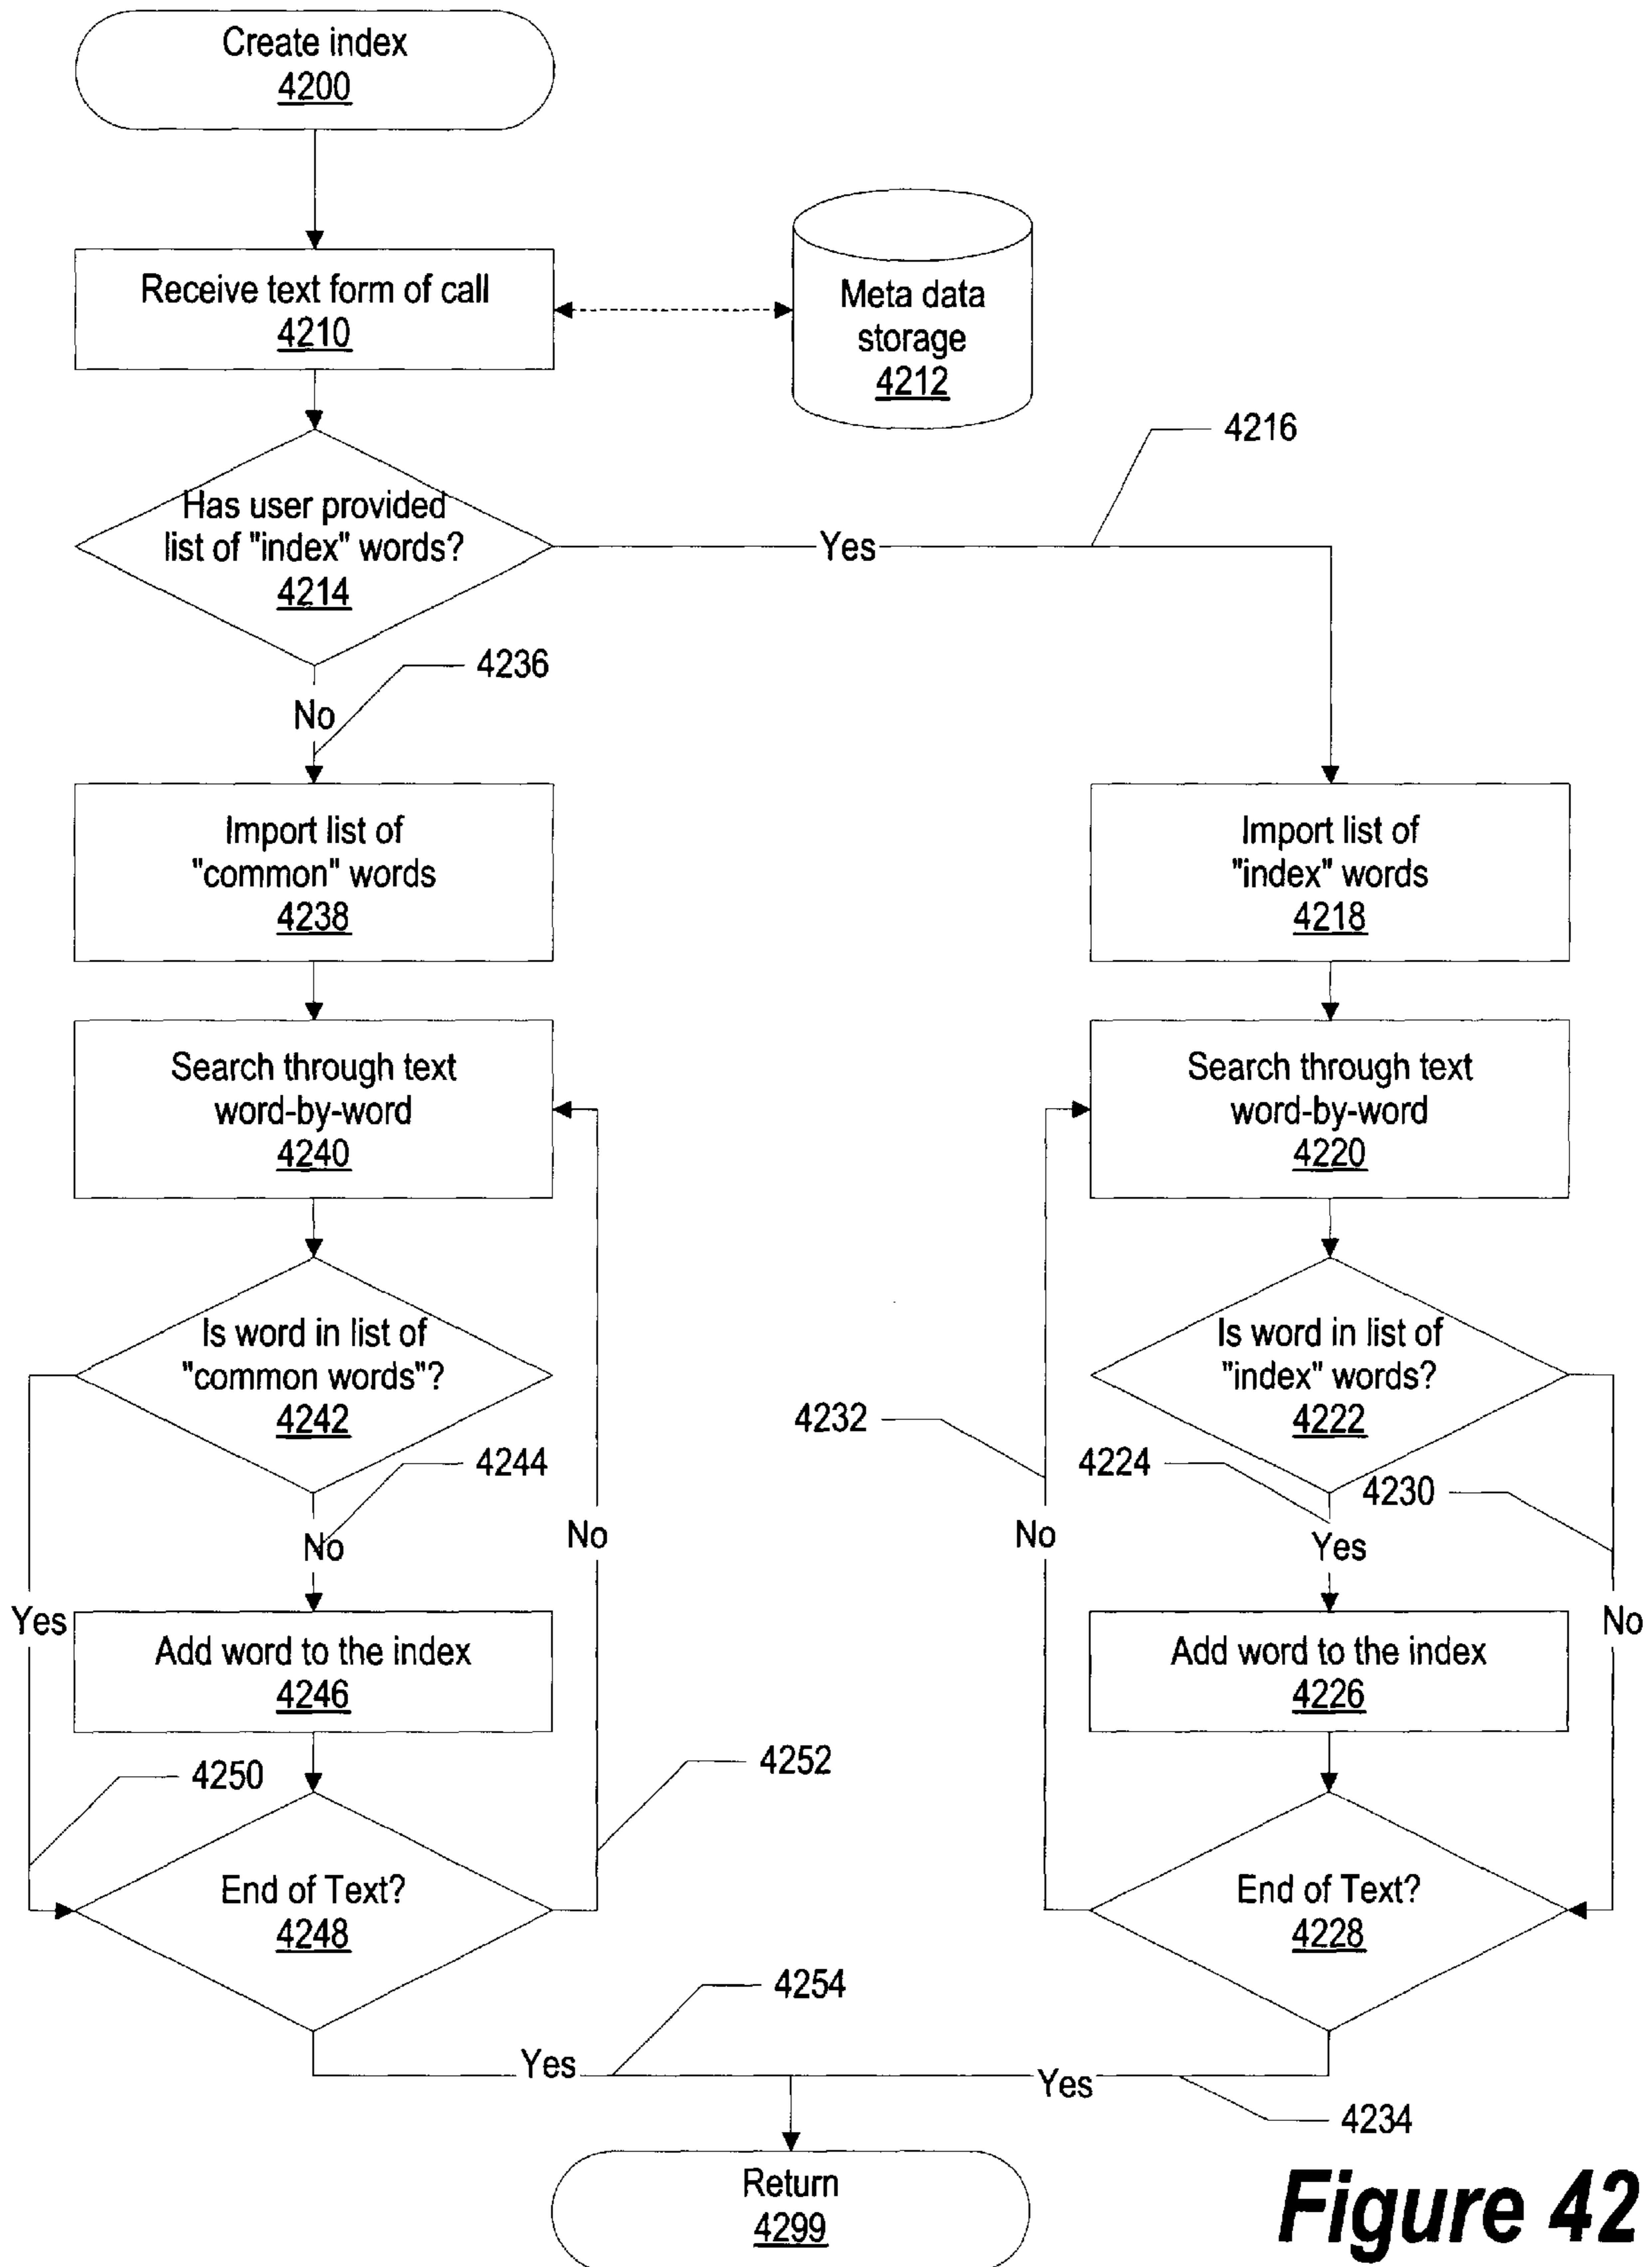 Create index
4200
Receive text form of call
4210
Meta data
storage
4212
4216
Has user provided
list of "index" words?
4214
Yes
4236
No
Import list of
"common" words
4238
Import list of
"index" words
4218
Search through text
word-by-word
4240
Search through text
word-by-word
4220
Is word in list of
"common words"?
4242
Is word in list of
"index" words?
4222
4232
4244
4224
4230
No
No
No
Yes
Yes
No
Add word to the index
4246
Add word to the index
4226
4250
4252
End of Text?
4248
End of Text?
4228
4254
Yes
Yes
4234
Return
4299
Figure 42